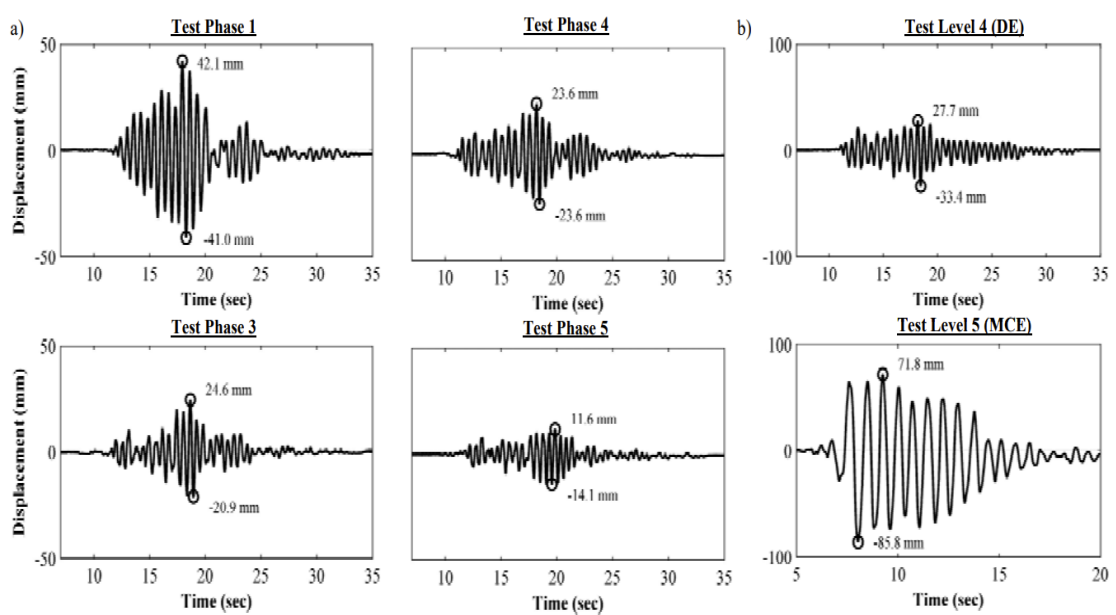 a)
Test Phase 1
50
0
-50
Displacement (mm)
42.1 mm
-41.0 mm
10 15 20 25 30 35
Time (sec)
Test Phase 4
23.6 mm
-23.6 mm
10 15 20 25 30 35
Time (sec)
b)
Test Level 4 (DE)
100
0
-100
27.7 mm
-33.4 mm
10 15 20 25 30 35
Time (sec)
Test Phase 3
50
0
-50
Displacement (mm)
24.6 mm
-20.9 mm
10 15 20 25 30 35
Time (sec)
Test Phase 5
11.6 mm
-14.1 mm
10 15 20 25 30 35
Time (sec)
Test Level 5 (MCE)
100
0
-100
71.8 mm
-85.8 mm
5 10 15 20
Time (sec)